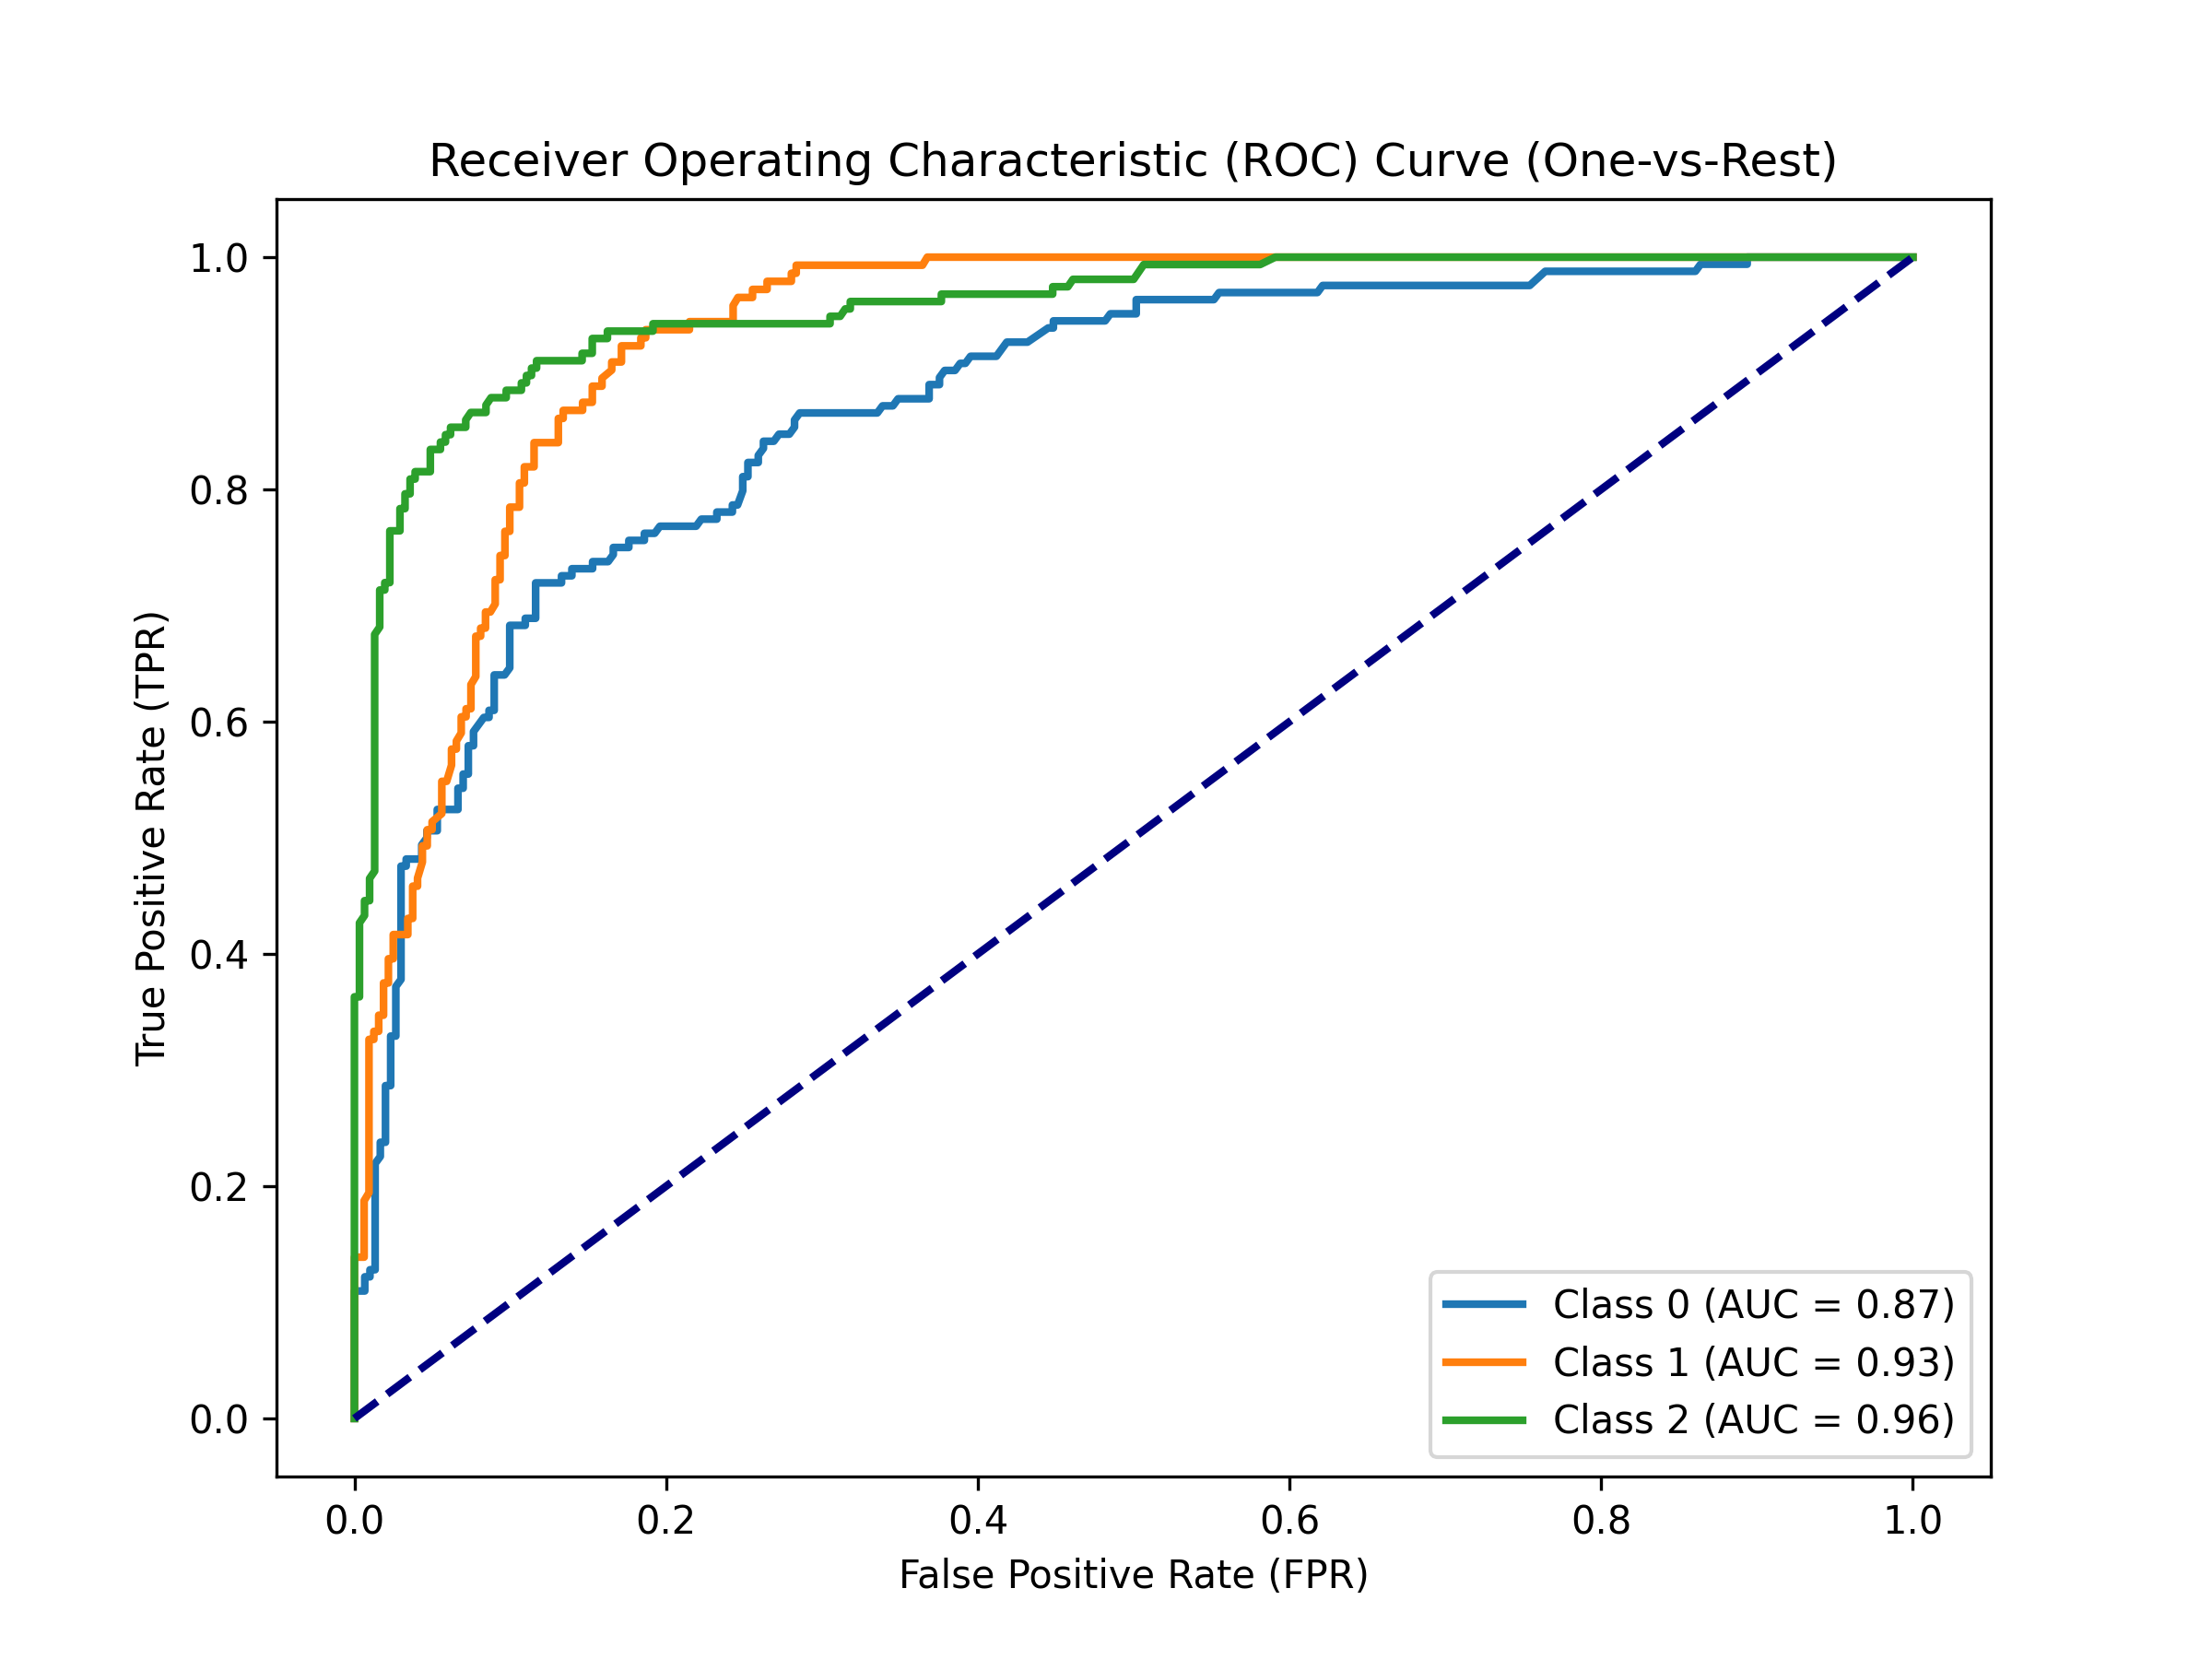 Receiver Operating Characteristic (ROC) Curve (One-vs-Rest)
True Positive Rate (TPR)
1.0
0.8
0.6
0.4
0.2
0.0
0.0 0.2 0.4 0.6 0.8 1.0
False Positive Rate (FPR)
Class 0 (AUC = 0.87)
Class 1 (AUC = 0.93)
Class 2 (AUC = 0.96)